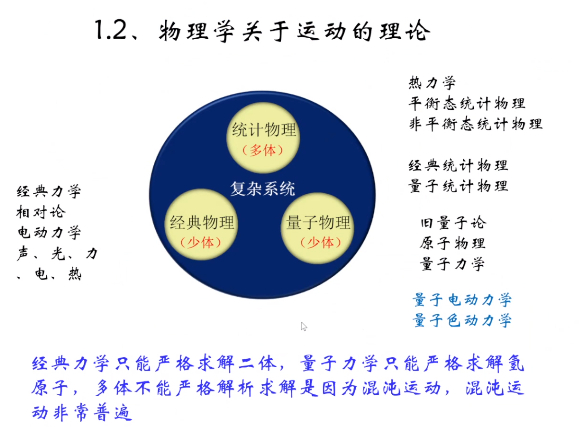 1.2、物理学关于运动的理论
热力学
平衡态统计物理
非平衡态统计物理
经典统计物理
量子统计物理
统计物理
（多体）
复杂系统
经典物理
（少体）
量子物理
（少体）
经典力学
相对论
电动力学
声、光、力
、电、热
旧量子论
原子物理
量子力学
量子电动力学
量子色动力学
经典力学只能严格求解二体，量子力学只能严格求解氢
原子，多体不能严格解析求解是因为混沌运动，混沌运
动非常普遍